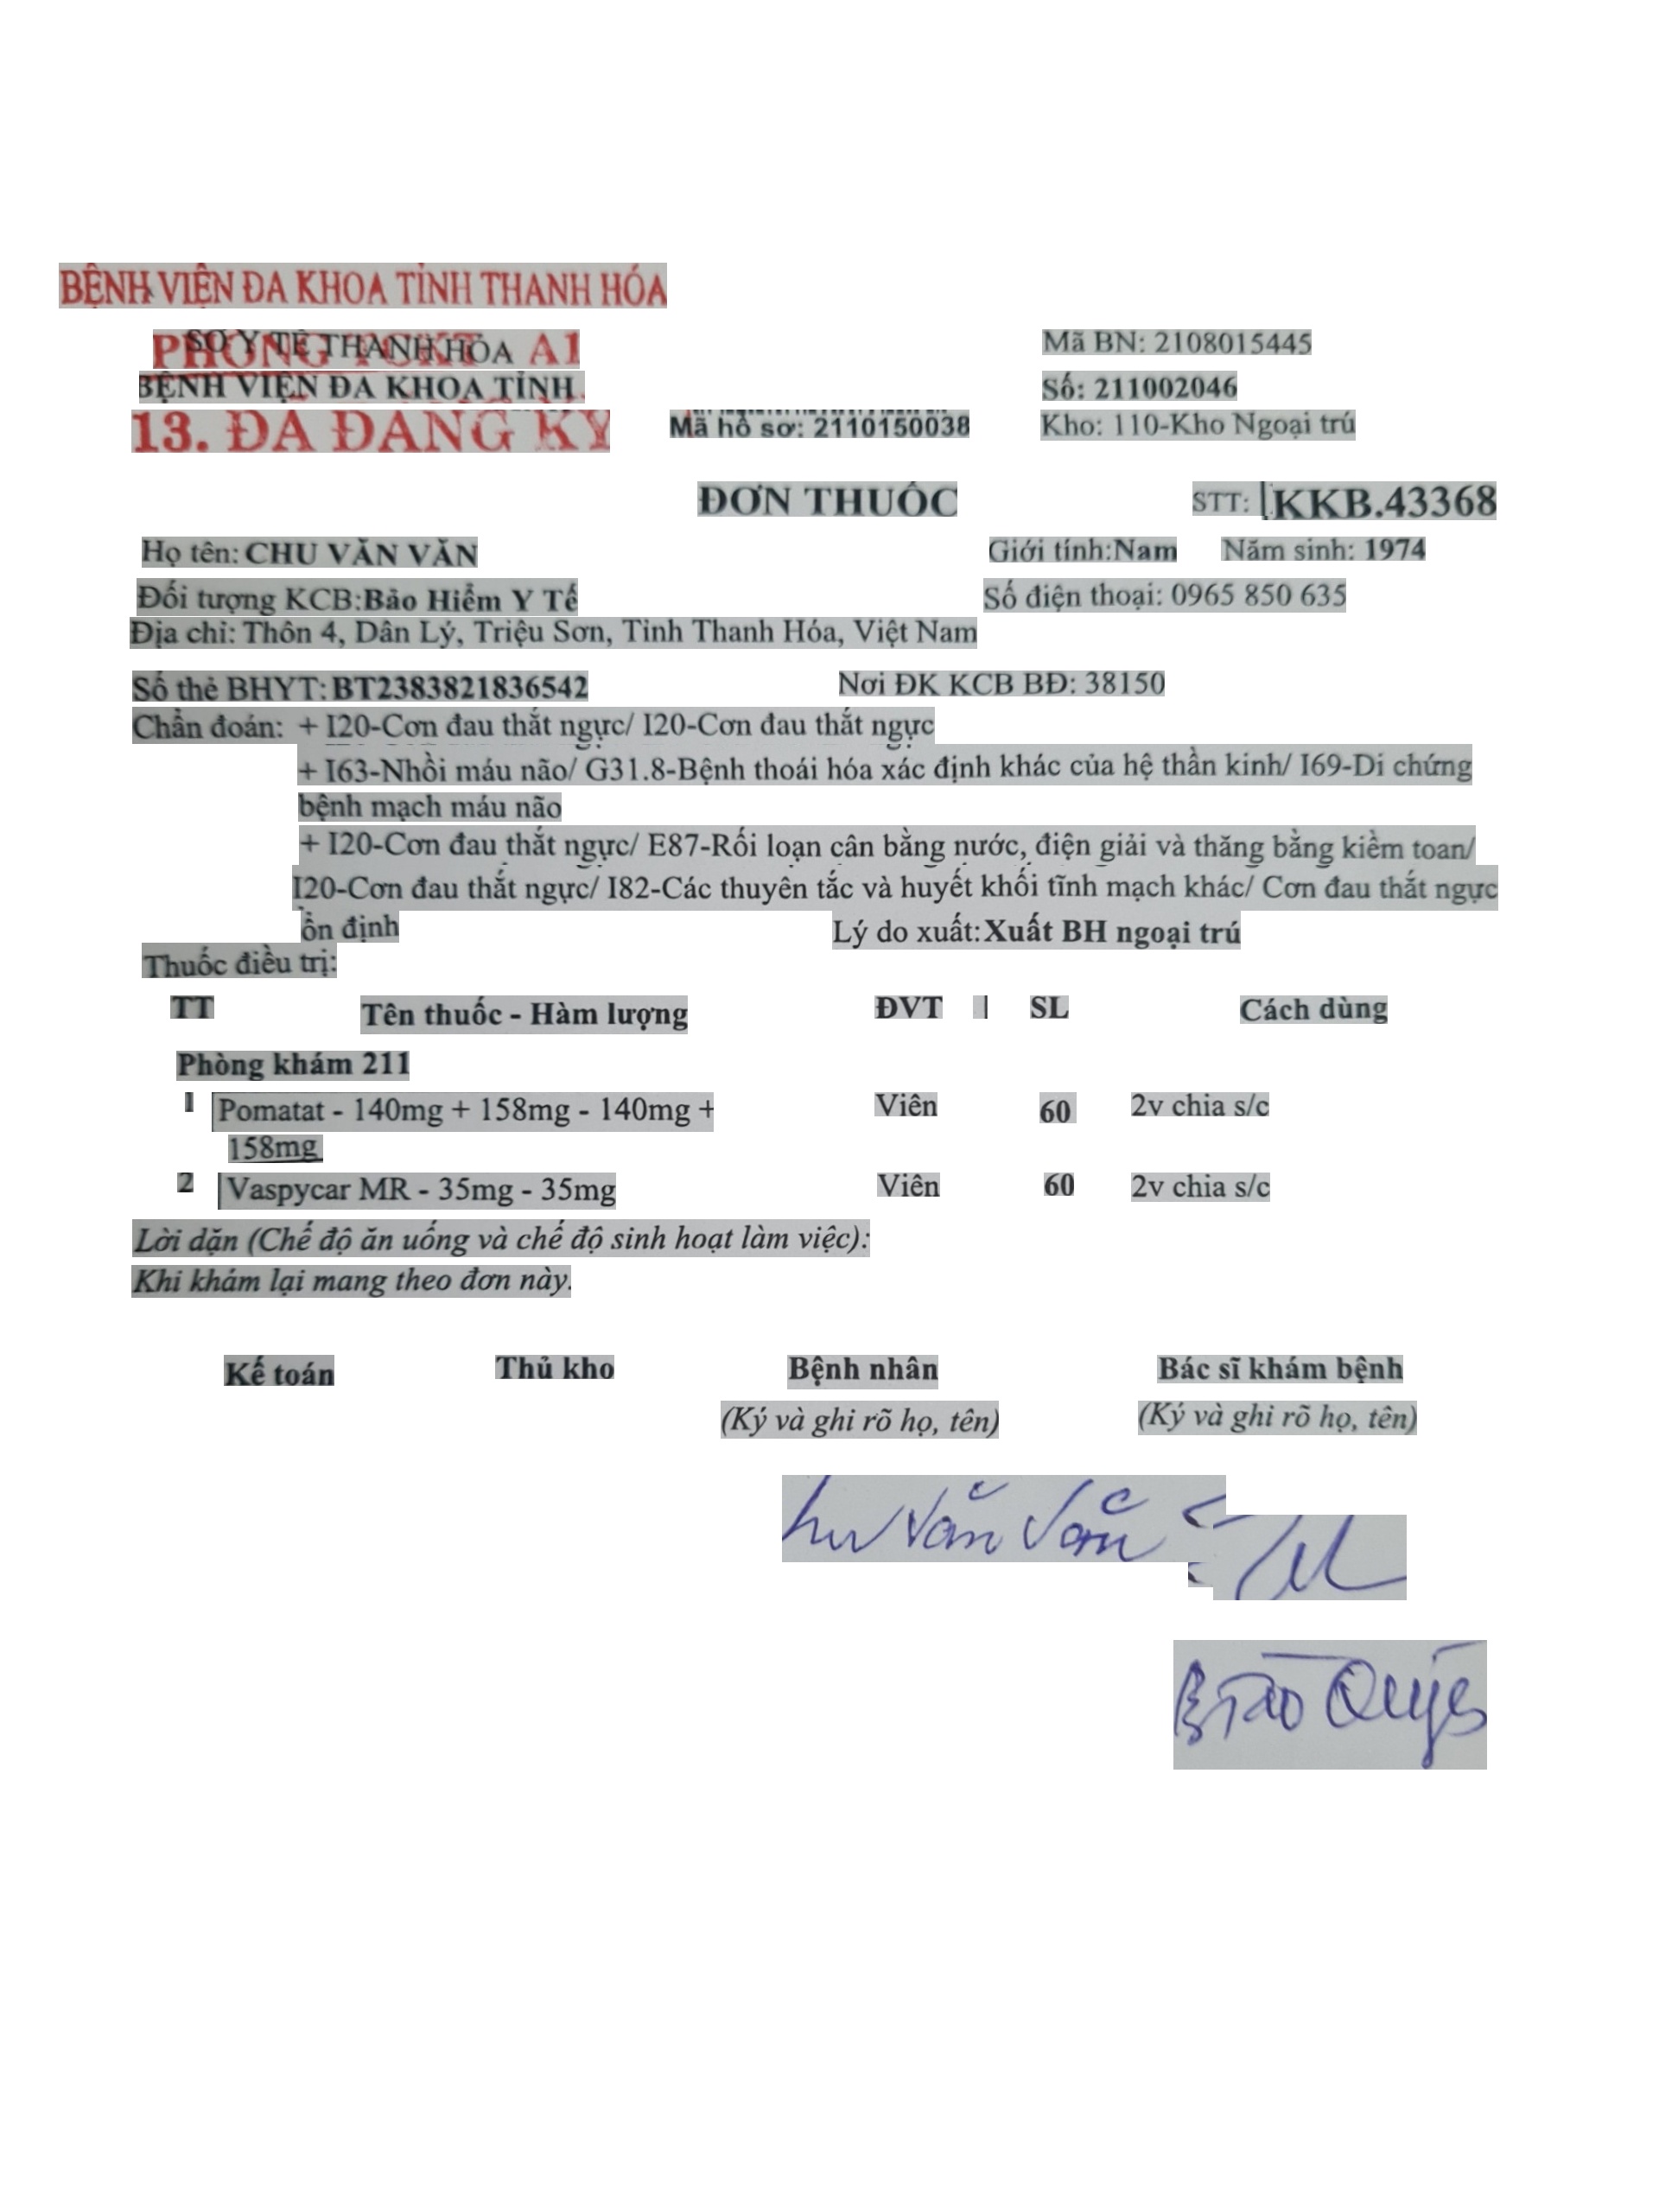 BỆNH VIỆN ĐA KHOA TỈNH THANH HÓA
PHÒNG TCKT A1
SỞ Y TẾ THANH HÓA
Mã BN: 2108015445
BỆNH VIỆN ĐA KHOA TỈNH
Số: 211002046
13. ĐÃ ĐĂNG KÝ
Mã hồ sơ: 2110150038
Kho: 110-Kho Ngoại trú
ĐƠN THUỐC
STT: KKB.43368
Họ tên: CHU VĂN VĂN Giới tính:Nam Năm sinh: 1974
Đối tượng KCB:Bảo Hiểm Y Tế Số điện thoại: 0965 850 635
Địa chỉ: Thôn 4, Dân Lý, Triệu Sơn, Tỉnh Thanh Hóa, Việt Nam
Số thẻ BHYT: BT2383821836542 Nơi ĐK KCB BĐ: 38150
Chẩn đoán: + I20-Cơn đau thắt ngực/ I20-Cơn đau thắt ngực
+ I63-Nhồi máu não/ G31.8-Bệnh thoái hóa xác định khác của hệ thần kinh/ I69-Di chứng
bệnh mạch máu não
+ I20-Cơn đau thắt ngực/ E87-Rối loạn cân bằng nước, điện giải và thăng bằng kiềm toan/
I20-Cơn đau thắt ngực/ I82-Các thuyên tắc và huyết khối tĩnh mạch khác/ Cơn đau thắt ngực
ổn định Lý do xuất:Xuất BH ngoại trú
Thuốc điều trị:
TT Tên thuốc - Hàm lượng ĐVT SL Cách dùng
Phòng khám 211
1 Pomatat - 140mg + 158mg - 140mg + Viên 60 2v chia s/c
158mg
2 Vaspycar MR - 35mg - 35mg Viên 60 2v chia s/c
Lời dặn (Chế độ ăn uống và chế độ sinh hoạt làm việc):
Khi khám lại mang theo đơn này.
Kế toán Thủ kho Bệnh nhân Bác sĩ khám bệnh
(Ký và ghi rõ họ, tên) (Ký và ghi rõ họ, tên)
Văn Văn